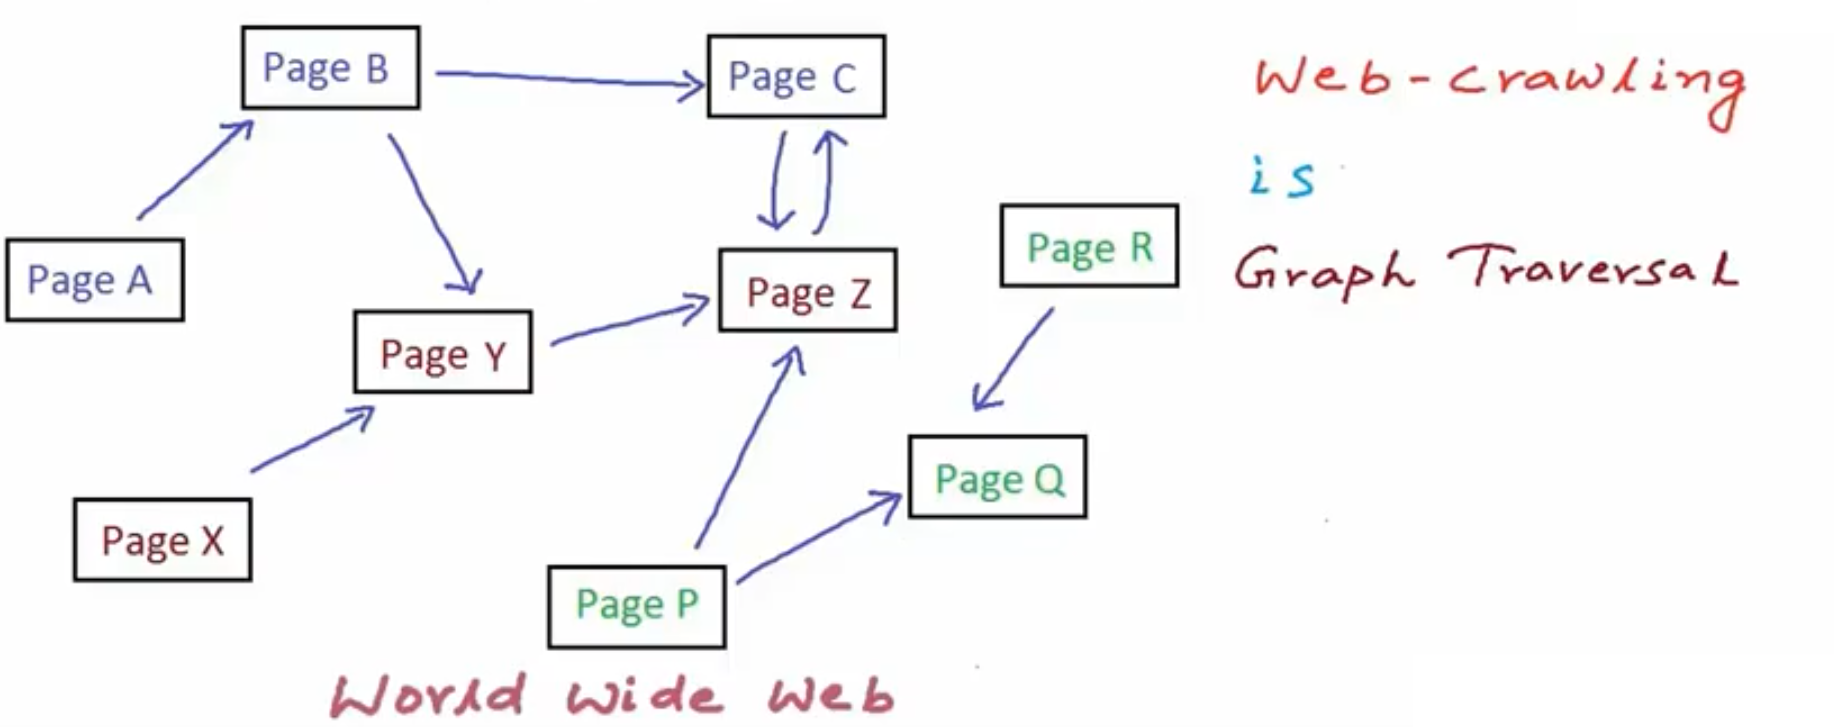 Page B
Page C
Web-crawling
is
Page R
Graph Traversal
Page A
Page Z
Page Y
Page Q
Page X
Page P
World Wide Web